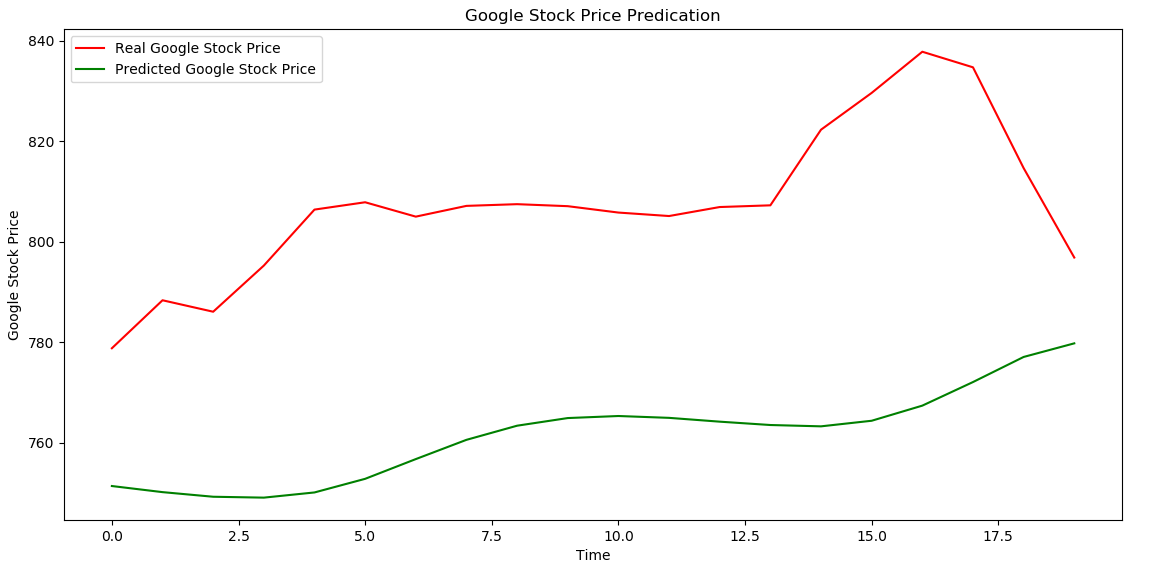 Google Stock Price Predication
Real Google Stock Price
Predicted Google Stock Price
Google Stock Price
840
820
800
780
760
0.0 2.5 5.0 7.5 10.0 12.5 15.0 17.5
Time